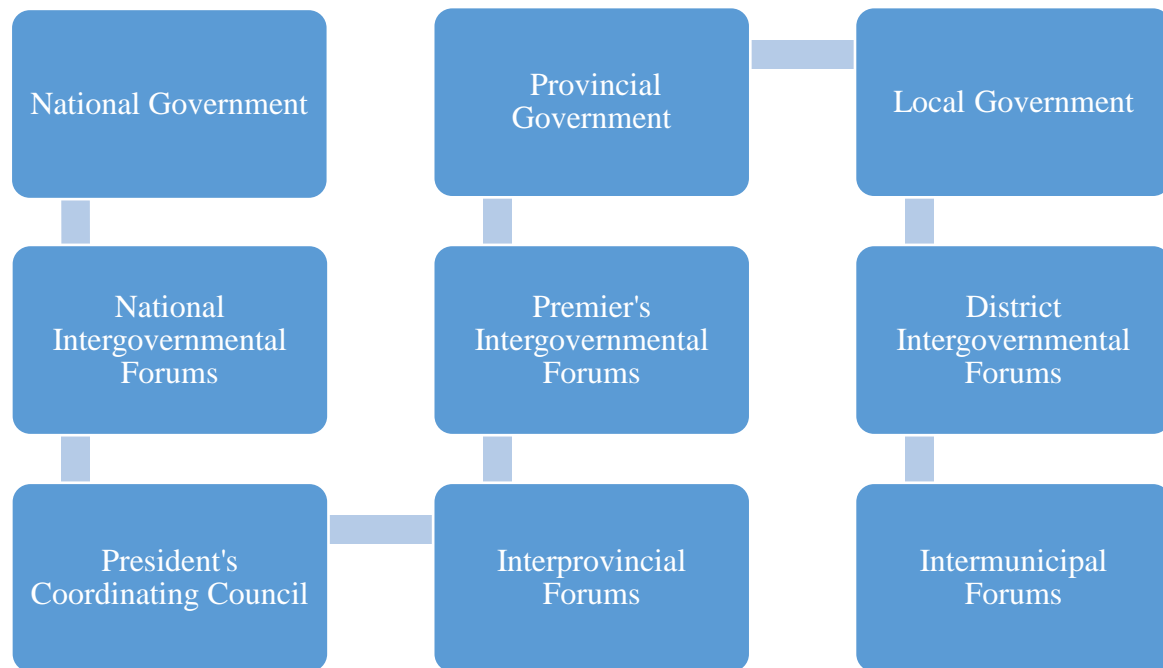 National Government
Provincial
Government
Local Government
National
Intergovernmental
Forums
Premier's
Intergovernmental
Forums
District
Intergovernmental
Forums
President's
Coordinating Council
Interprovincial
Forums
Intermunicipal
Forums